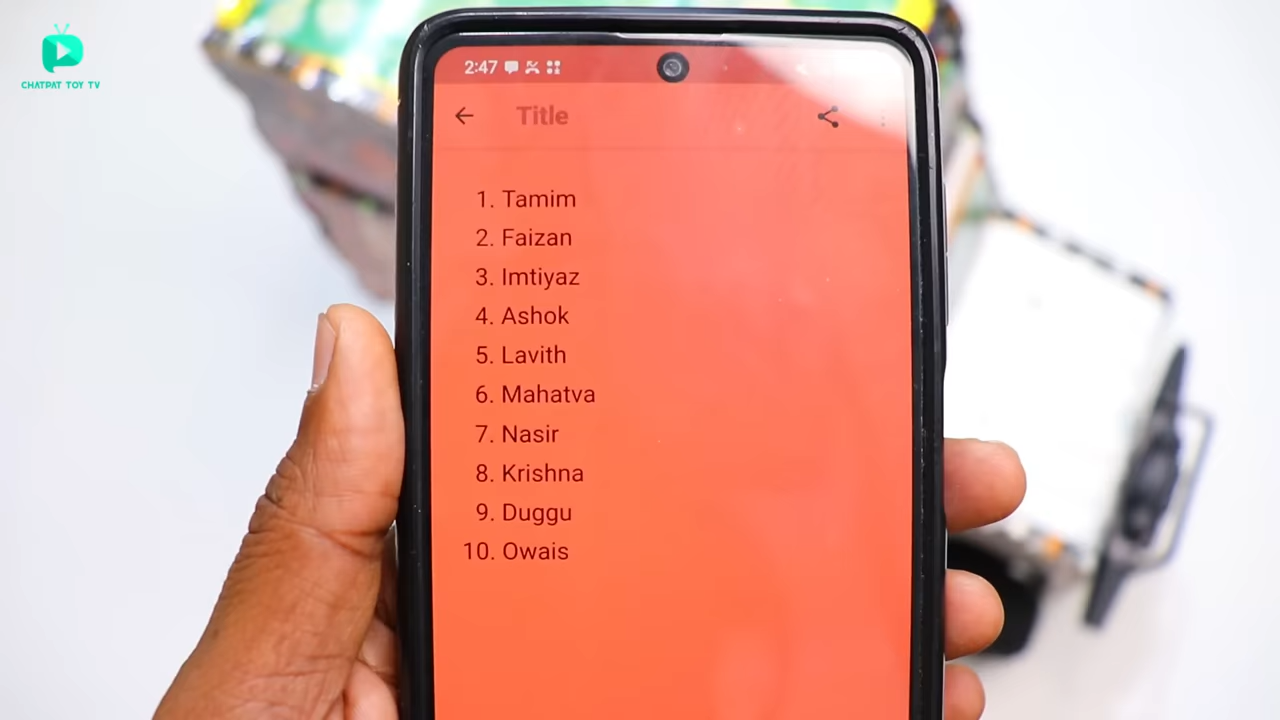 CHATPAT TOY TV
2:47
Title
1. Tamim
2. Faizan
3. Imtiyaz
4. Ashok
5. Lavith
6. Mahatva
7. Nasir
8. Krishna
9. Duggu
10. Owais